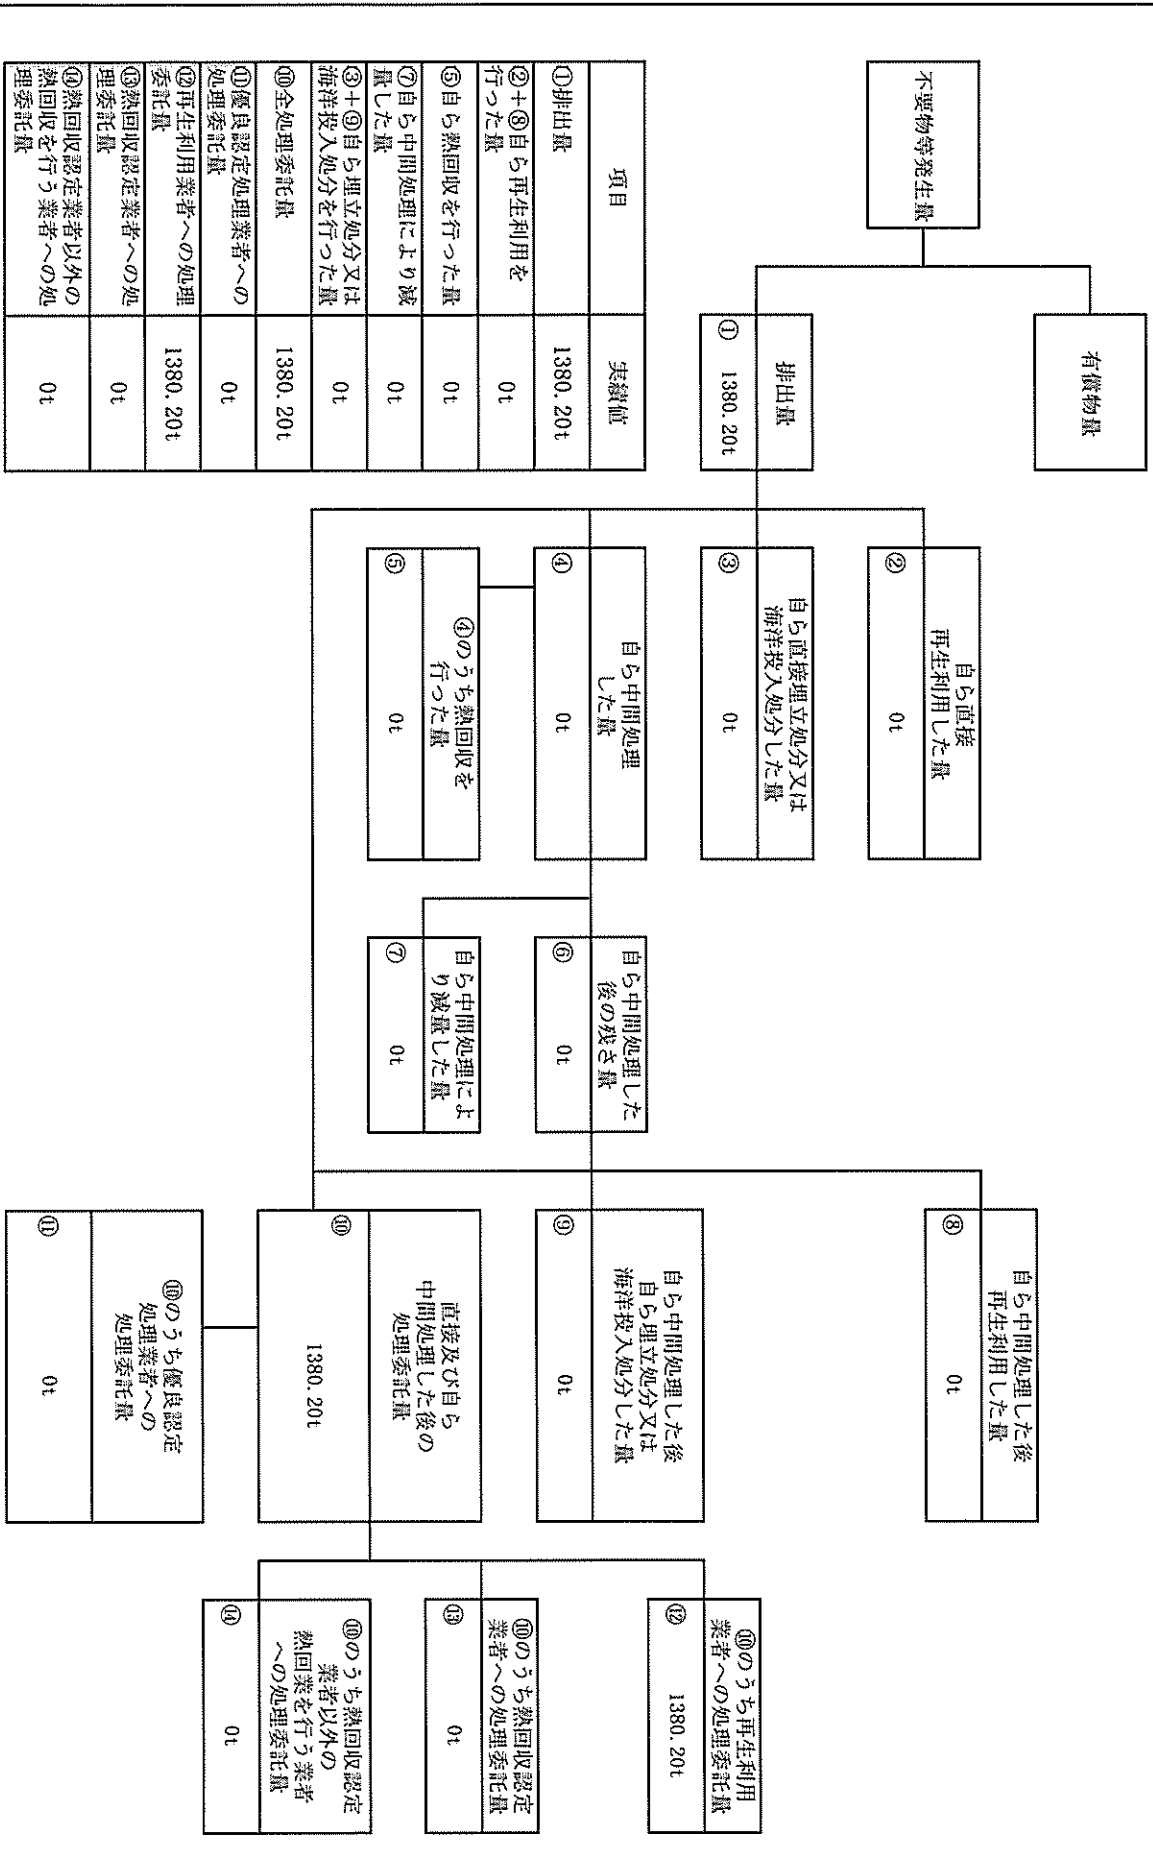 不要物等発生量
有償物量
排出量
① 1380.20t
自ら直接
再生利用した量
② 0t
自ら直接埋立処分又は
海洋投入処分した量
③ 0t
自ら中間処理
した量
④ 0t
④のうち熱回収を
行った量
⑤ 0t
自ら中間処理した
後の残さ量
⑥ 0t
自ら中間処理によ
り減量した量
⑦ 0t
自ら中間処理した後
再生利用した量
⑧ 0t
自ら中間処理した後
自ら埋立処分又は
海洋投入処分した量
⑨ 0t
直接及び自ら
中間処理した後の
処理委託量
⑩ 1380.20t
⑩のうち優良認定
処理業者への
処理委託量
⑪ 0t
⑩のうち再生利用
業者への処理委託量
⑫ 1380.20t
⑩のうち熱回収認定
業者への処理委託量
⑬ 0t
⑩のうち熱回収認定
業者以外の
熱回業を行う業者
への処理委託量
⑭ 0t
項目 実績値
①排出量 1380.20t
②+⑧自ら再生利用を
行った量 0t
⑤自ら熱回収を行った量 0t
⑦自ら中間処理により減
量した量 0t
③+⑨自ら埋立処分又は
海洋投入処分を行った量 0t
⑩全処理委託量 1380.20t
⑪優良認定処理業者への
処理委託量 0t
⑫再生利用業者への処理
委託量 1380.20t
⑬熱回収認定業者への処
理委託量 0t
⑭熱回収認定業者以外の
熱回収を行う業者への処
理委託量 0t